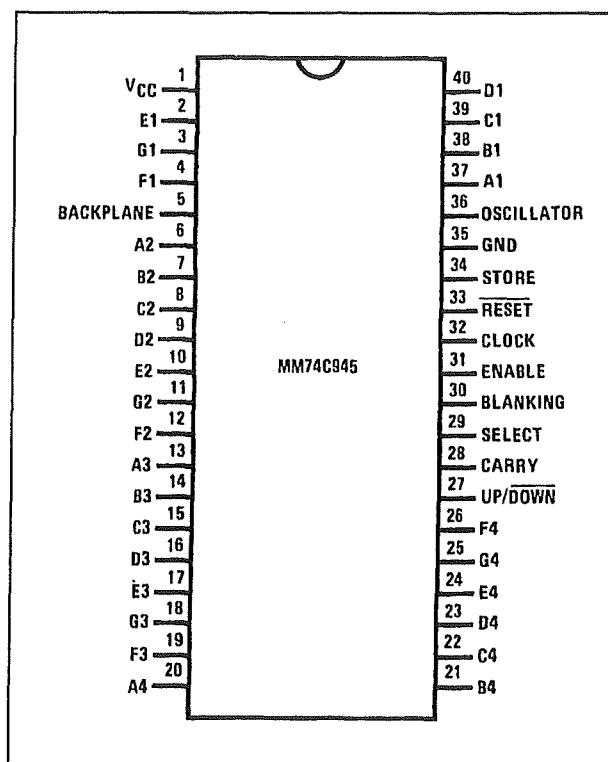 1
VCC
2
E1
3
G1
4
F1
5
BACKPLANE
6
A2
7
B2
8
C2
9
D2
10
E2
11
G2
12
F2
13
A3
14
B3
15
C3
16
D3
17
E3
18
G3
19
F3
20
A4
MM74C945
40
D1
39
C1
38
B1
37
A1
36
OSCILLATOR
35
GND
34
STORE
33
R̅E̅S̅E̅T̅
32
CLOCK
31
ENABLE
30
BLANKING
29
SELECT
28
CARRY
27
UP/D̅O̅W̅N̅
26
F4
25
G4
24
E4
23
D4
22
C4
21
B4